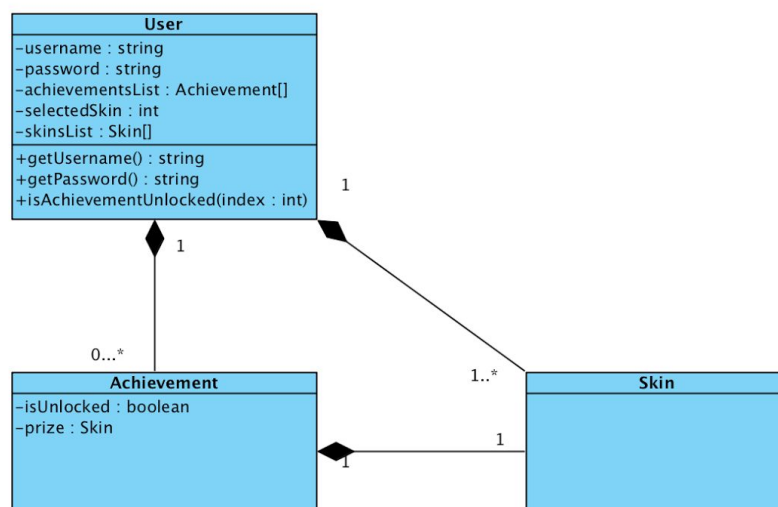 User
-username : string
-password : string
-achievementsList : Achievement[]
-selectedSkin : int
-skinsList : Skin[]
+getUsername() : string
+getPassword() : string
+isAchievementUnlocked(index : int)
1
1
0...*
1..*
Achievement
-isUnlocked : boolean
-prize : Skin
1
1
Skin